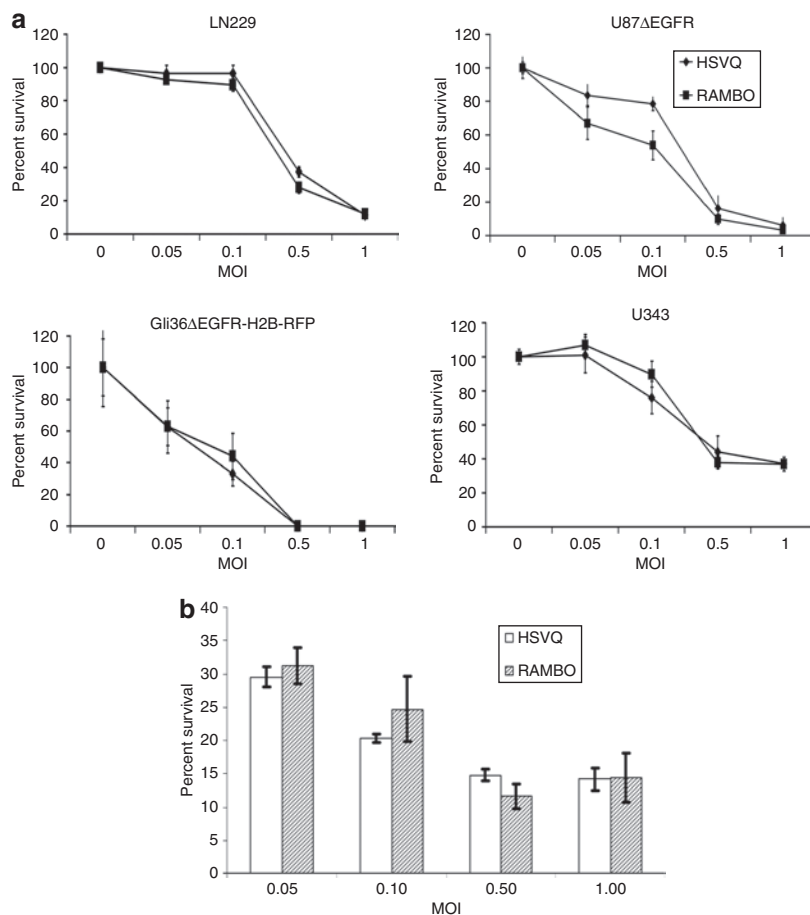 a
LN229
120
100
80
60
40
20
0
Percent survival
0 0.05 0.1 0.5 1
MOI
U87ΔEGFR
120
100
80
60
40
20
0
Percent survival
HSVQ
RAMBO
0 0.05 0.1 0.5 1
MOI
Gli36ΔEGFR-H2B-RFP
120
100
80
60
40
20
0
Percent survival
0 0.05 0.1 0.5 1
MOI
U343
120
100
80
60
40
20
0
Percent survival
0 0.05 0.1 0.5 1
MOI
b
40
35
30
25
20
15
10
5
0
Percent survival
HSVQ
RAMBO
0.05 0.10 0.50 1.00
MOI